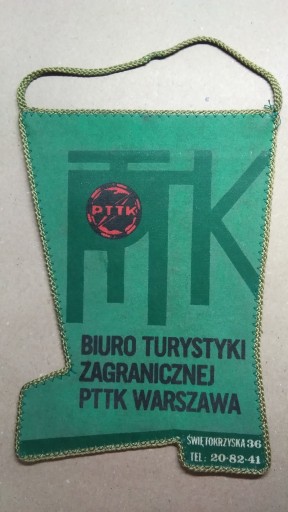 PTTK
PTTK
BIURO TURYSTYKI
ZAGRANICZNEJ
PTTK WARSZAWA
ŚWIĘTOKRZYSKA 36
TEL: 20-82-41